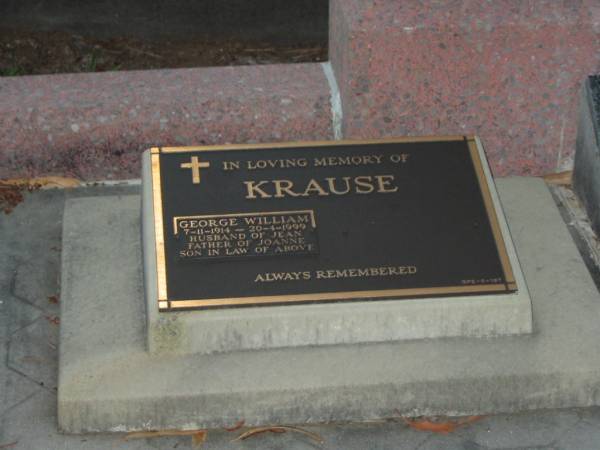 IN LOVING MEMORY OF
KRAUSE
GEORGE WILLIAM
7-11-1914 — 20-4-1999
HUSBAND OF JEAN
FATHER OF JOANNE
SON IN LAW OF ABOVE
ALWAYS REMEMBERED